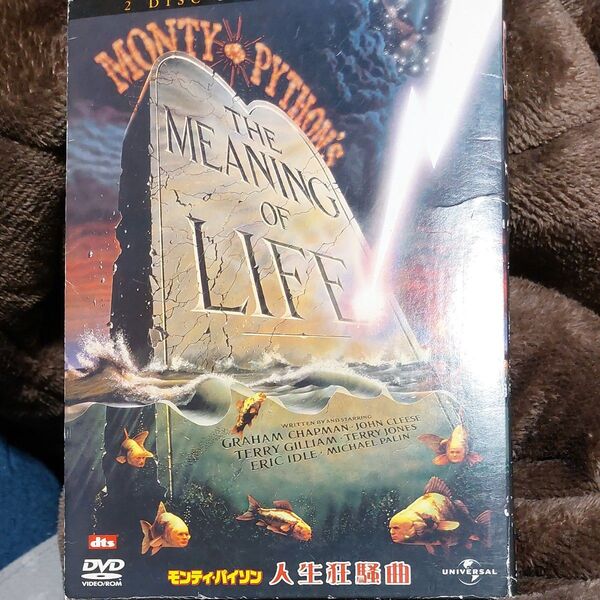 2 DISC
MONTY PYTHON'S
THE
MEANING
OF
LIFE
WRITTEN BY AND STARRING
GRAHAM CHAPMAN · JOHN CLEESE
TERRY GILLIAM · TERRY JONES
ERIC IDLE · MICHAEL PALIN
dts
DVD
VIDEO/ROM
モンティ・パイソン 人生狂騒曲
UNIVERSAL